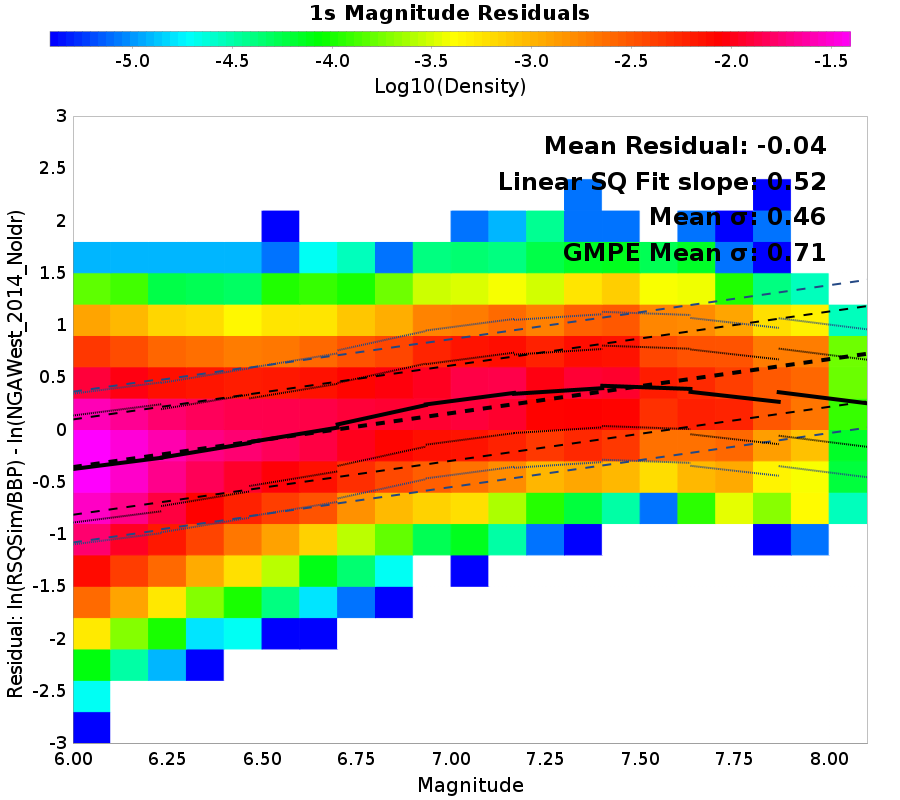 1s Magnitude Residuals
-5.0 -4.5 -4.0 -3.5 -3.0 -2.5 -2.0 -1.5
Log10(Density)
Mean Residual: -0.04
Linear SQ Fit slope: 0.52
Mean σ: 0.46
GMPE Mean σ: 0.71
Residual: ln(RSQSim/BBP) - ln(NGAWest_2014_NoIdr)
3
2.5
2
1.5
1
0.5
0
-0.5
-1
-1.5
-2
-2.5
-3
6.00 6.25 6.50 6.75 7.00 7.25 7.50 7.75 8.00
Magnitude